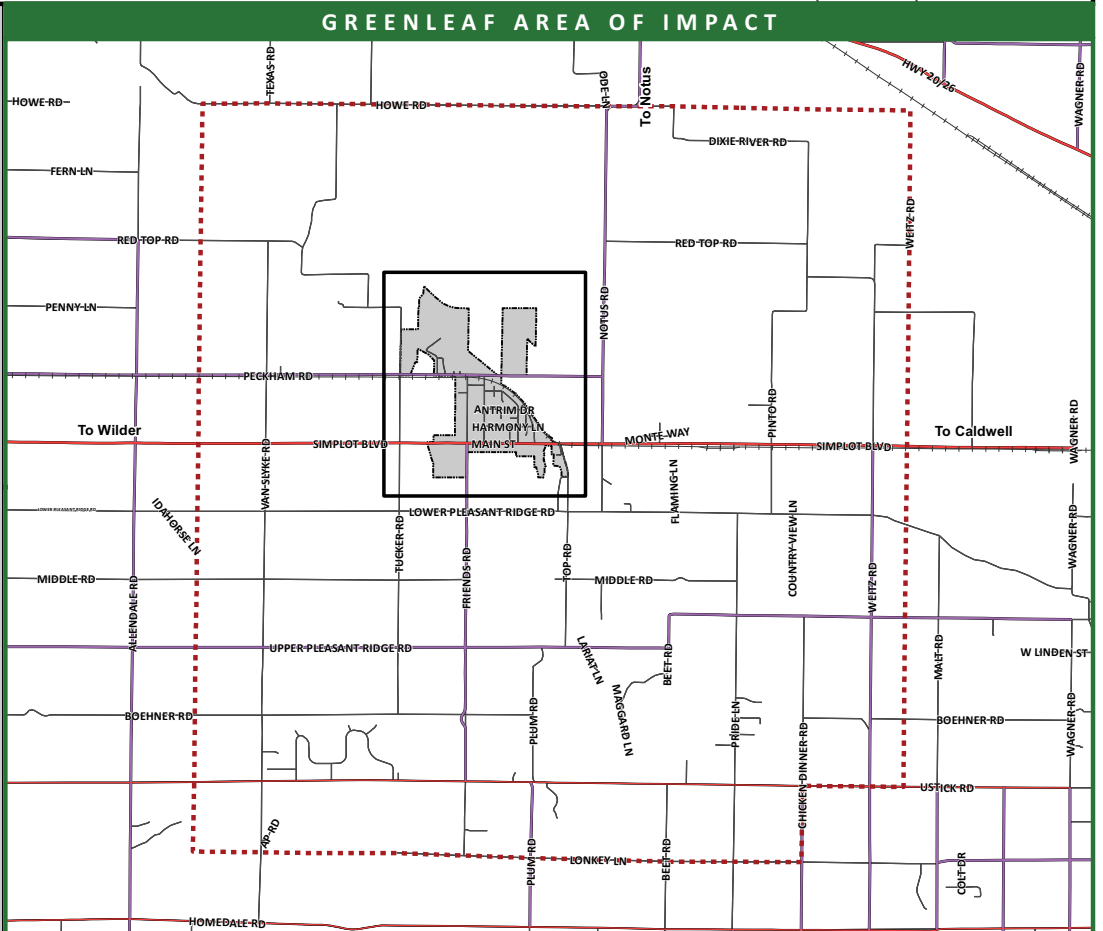 GREENLEAF AREA OF IMPACT
TEXAS RD
ODE LN
To Notus
HWY 20/26
WAGNER RD
HOWE RD
HOWE RD
DIXIE RIVER RD
FERN LN
WEITZ RD
RED TOP RD
RED TOP RD
PENNY LN
NOTUS RD
PECKHAM RD
PINTO RD
ANTRIM DR
HARMONY LN
To Wilder
SIMPLOT BLVD
MAIN ST
MONTE WAY
SIMPLOT BLVD
To Caldwell
WAGNER RD
VAN SLYKE RD
FLAMING LN
IDAHORSE LN
LOWER PLEASANT RIDGE RD
LOWER PLEASANT RIDGE RD
TUCKER RD
FRIENDS RD
TOP RD
COUNTRY VIEW LN
WAGNER RD
MIDDLE RD
MIDDLE RD
ALLENDALE RD
WEITZ RD
UPPER PLEASANT RIDGE RD
LARIAT LN
BEET RD
MALT RD
W LINDEN ST
BOEHNER RD
PLUM RD
MAGGARD LN
PRIDE LN
BOEHNER RD
WAGNER RD
CHICKEN DINNER RD
USTICK RD
AP RD
PLUM RD
LONKEY LN
BEET RD
COLT DR
HOMEDALE RD